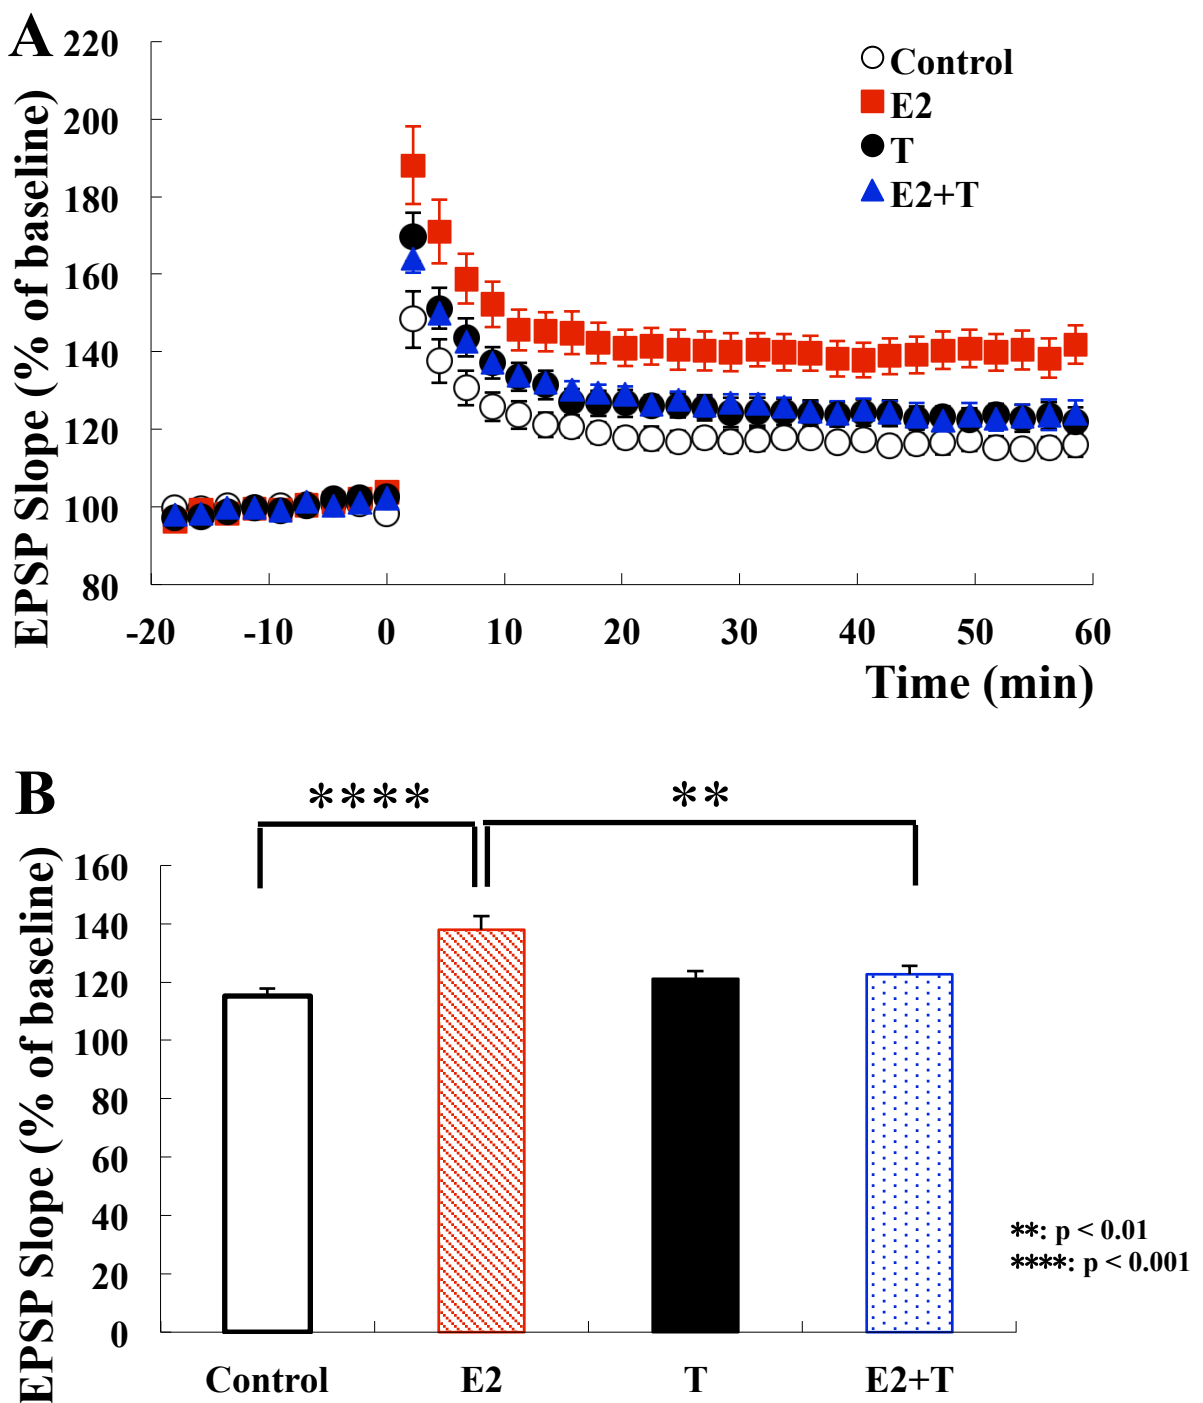 A
EPSP Slope (% of baseline)
220
200
180
160
140
120
100
80
-20 -10 0 10 20 30 40 50 60
Time (min)
Control
E2
T
E2+T
B
**** **
EPSP Slope (% of baseline)
160
140
120
100
80
60
40
20
0
Control E2 T E2+T
**: p < 0.01
****: p < 0.001